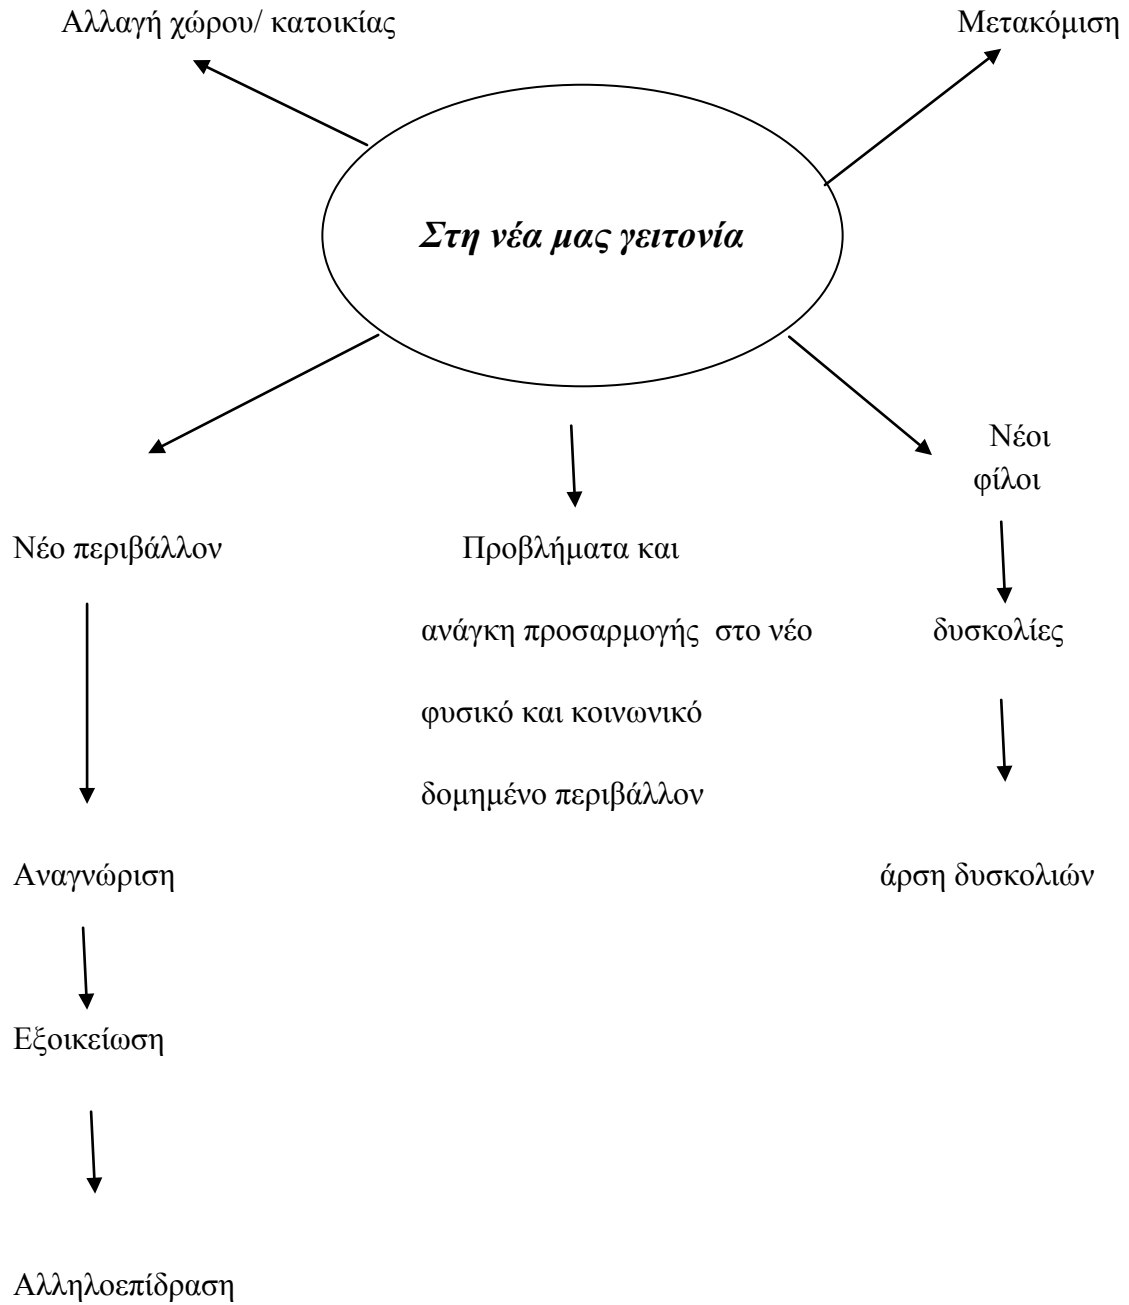 Αλλαγή χώρου/ κατοικίας
Μετακόμιση
Στη νέα μας γειτονία
Νέοι
φίλοι
Νέο περιβάλλον
Προβλήματα και
ανάγκη προσαρμογής στο νέο
φυσικό και κοινωνικό
δομημένο περιβάλλον
δυσκολίες
άρση δυσκολιών
Αναγνώριση
Εξοικείωση
Αλληλοεπίδραση